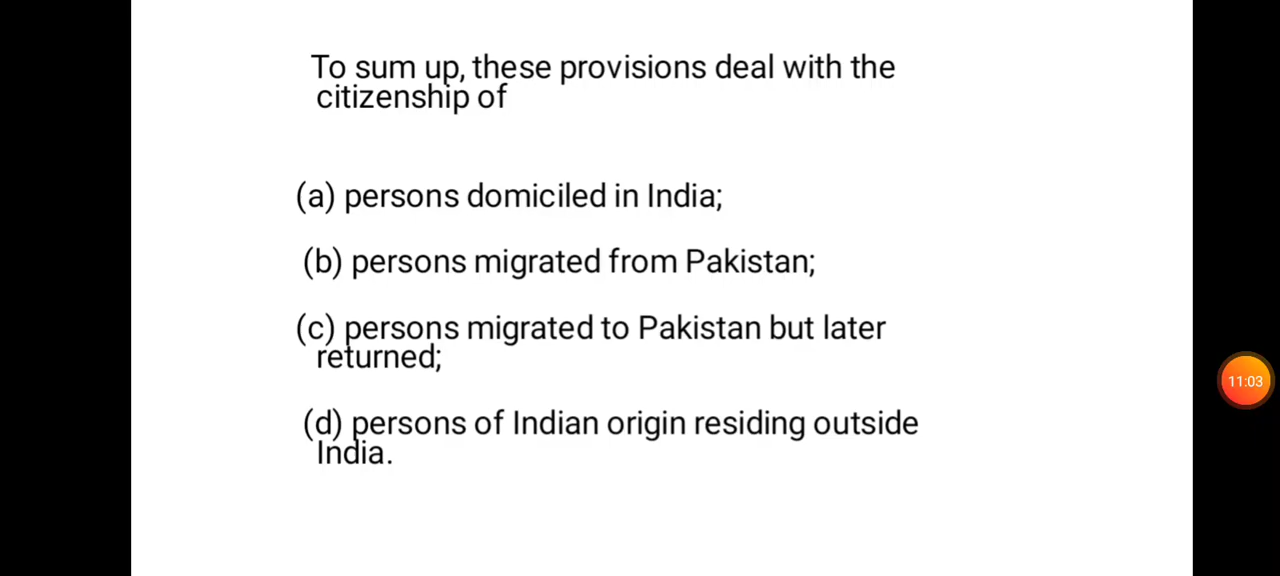 To sum up, these provisions deal with the
citizenship of
(a) persons domiciled in India;
(b) persons migrated from Pakistan;
(c) persons migrated to Pakistan but later
returned;
(d) persons of Indian origin residing outside
India.
11:03